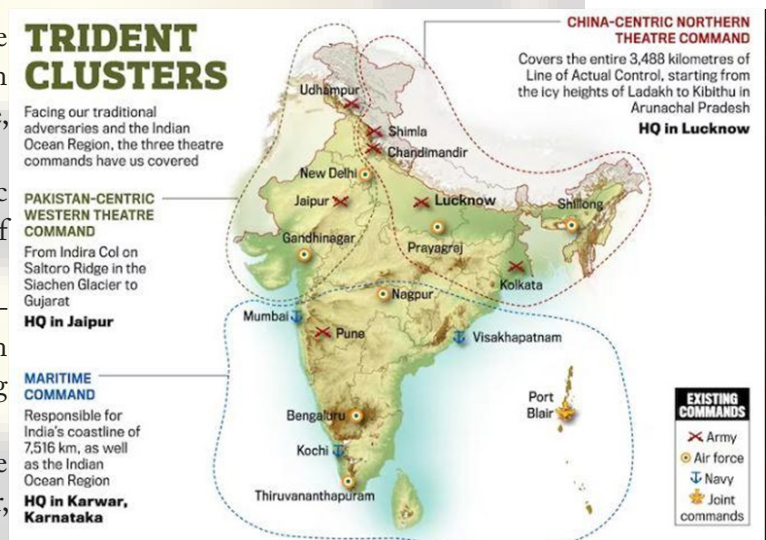 TRIDENT
CLUSTERS
Facing our traditional
adversaries and the Indian
Ocean Region, the three theatre
commands have us covered
PAKISTAN-CENTRIC
WESTERN THEATRE
COMMAND
From Indira Col on
Saltoro Ridge in the
Siachen Glacier to
Gujarat
HQ in Jaipur
MARITIME
COMMAND
Responsible for
India's coastline of
7,516 km, as well
as the Indian
Ocean Region
HQ in Karwar,
Karnataka
CHINA-CENTRIC NORTHERN
THEATRE COMMAND
Covers the entire 3,488 kilometres of
Line of Actual Control, starting from
the icy heights of Ladakh to Kibithu in
Arunachal Pradesh
HQ in Lucknow
Udhampur
Shimla
Chandimandir
New Delhi
Jaipur
Lucknow
Shillong
Gandhinagar
Prayagraj
Kolkata
Nagpur
Mumbai
Pune
Visakhapatnam
Port
Blair
Bengaluru
Kochi
Thiruvananthapuram
EXISTING
COMMANDS
Army
Air force
Navy
Joint
commands